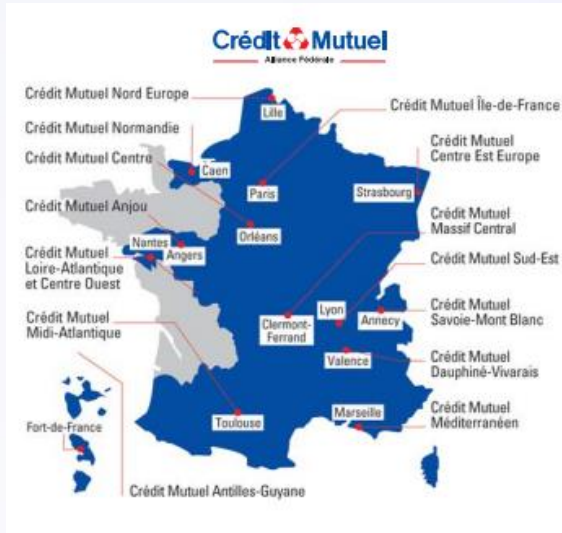 Crédit Mutuel
Alliance Fédérale
Crédit Mutuel Nord Europe
Lille
Crédit Mutuel Île-de-France
Crédit Mutuel Normandie
Caen
Crédit Mutuel Centre
Paris
Crédit Mutuel
Centre Est Europe
Strasbourg
Crédit Mutuel Anjou
Orléans
Crédit Mutuel
Massif Central
Nantes
Angers
Crédit Mutuel
Loire-Atlantique
et Centre Ouest
Crédit Mutuel Sud-Est
Lyon
Clermont-
Ferrand
Annecy
Crédit Mutuel
Savoie-Mont Blanc
Crédit Mutuel
Midi-Atlantique
Valence
Crédit Mutuel
Dauphiné-Vivarais
Fort-de-France
Toulouse
Marseille
Crédit Mutuel
Méditerranéen
Crédit Mutuel Antilles-Guyane